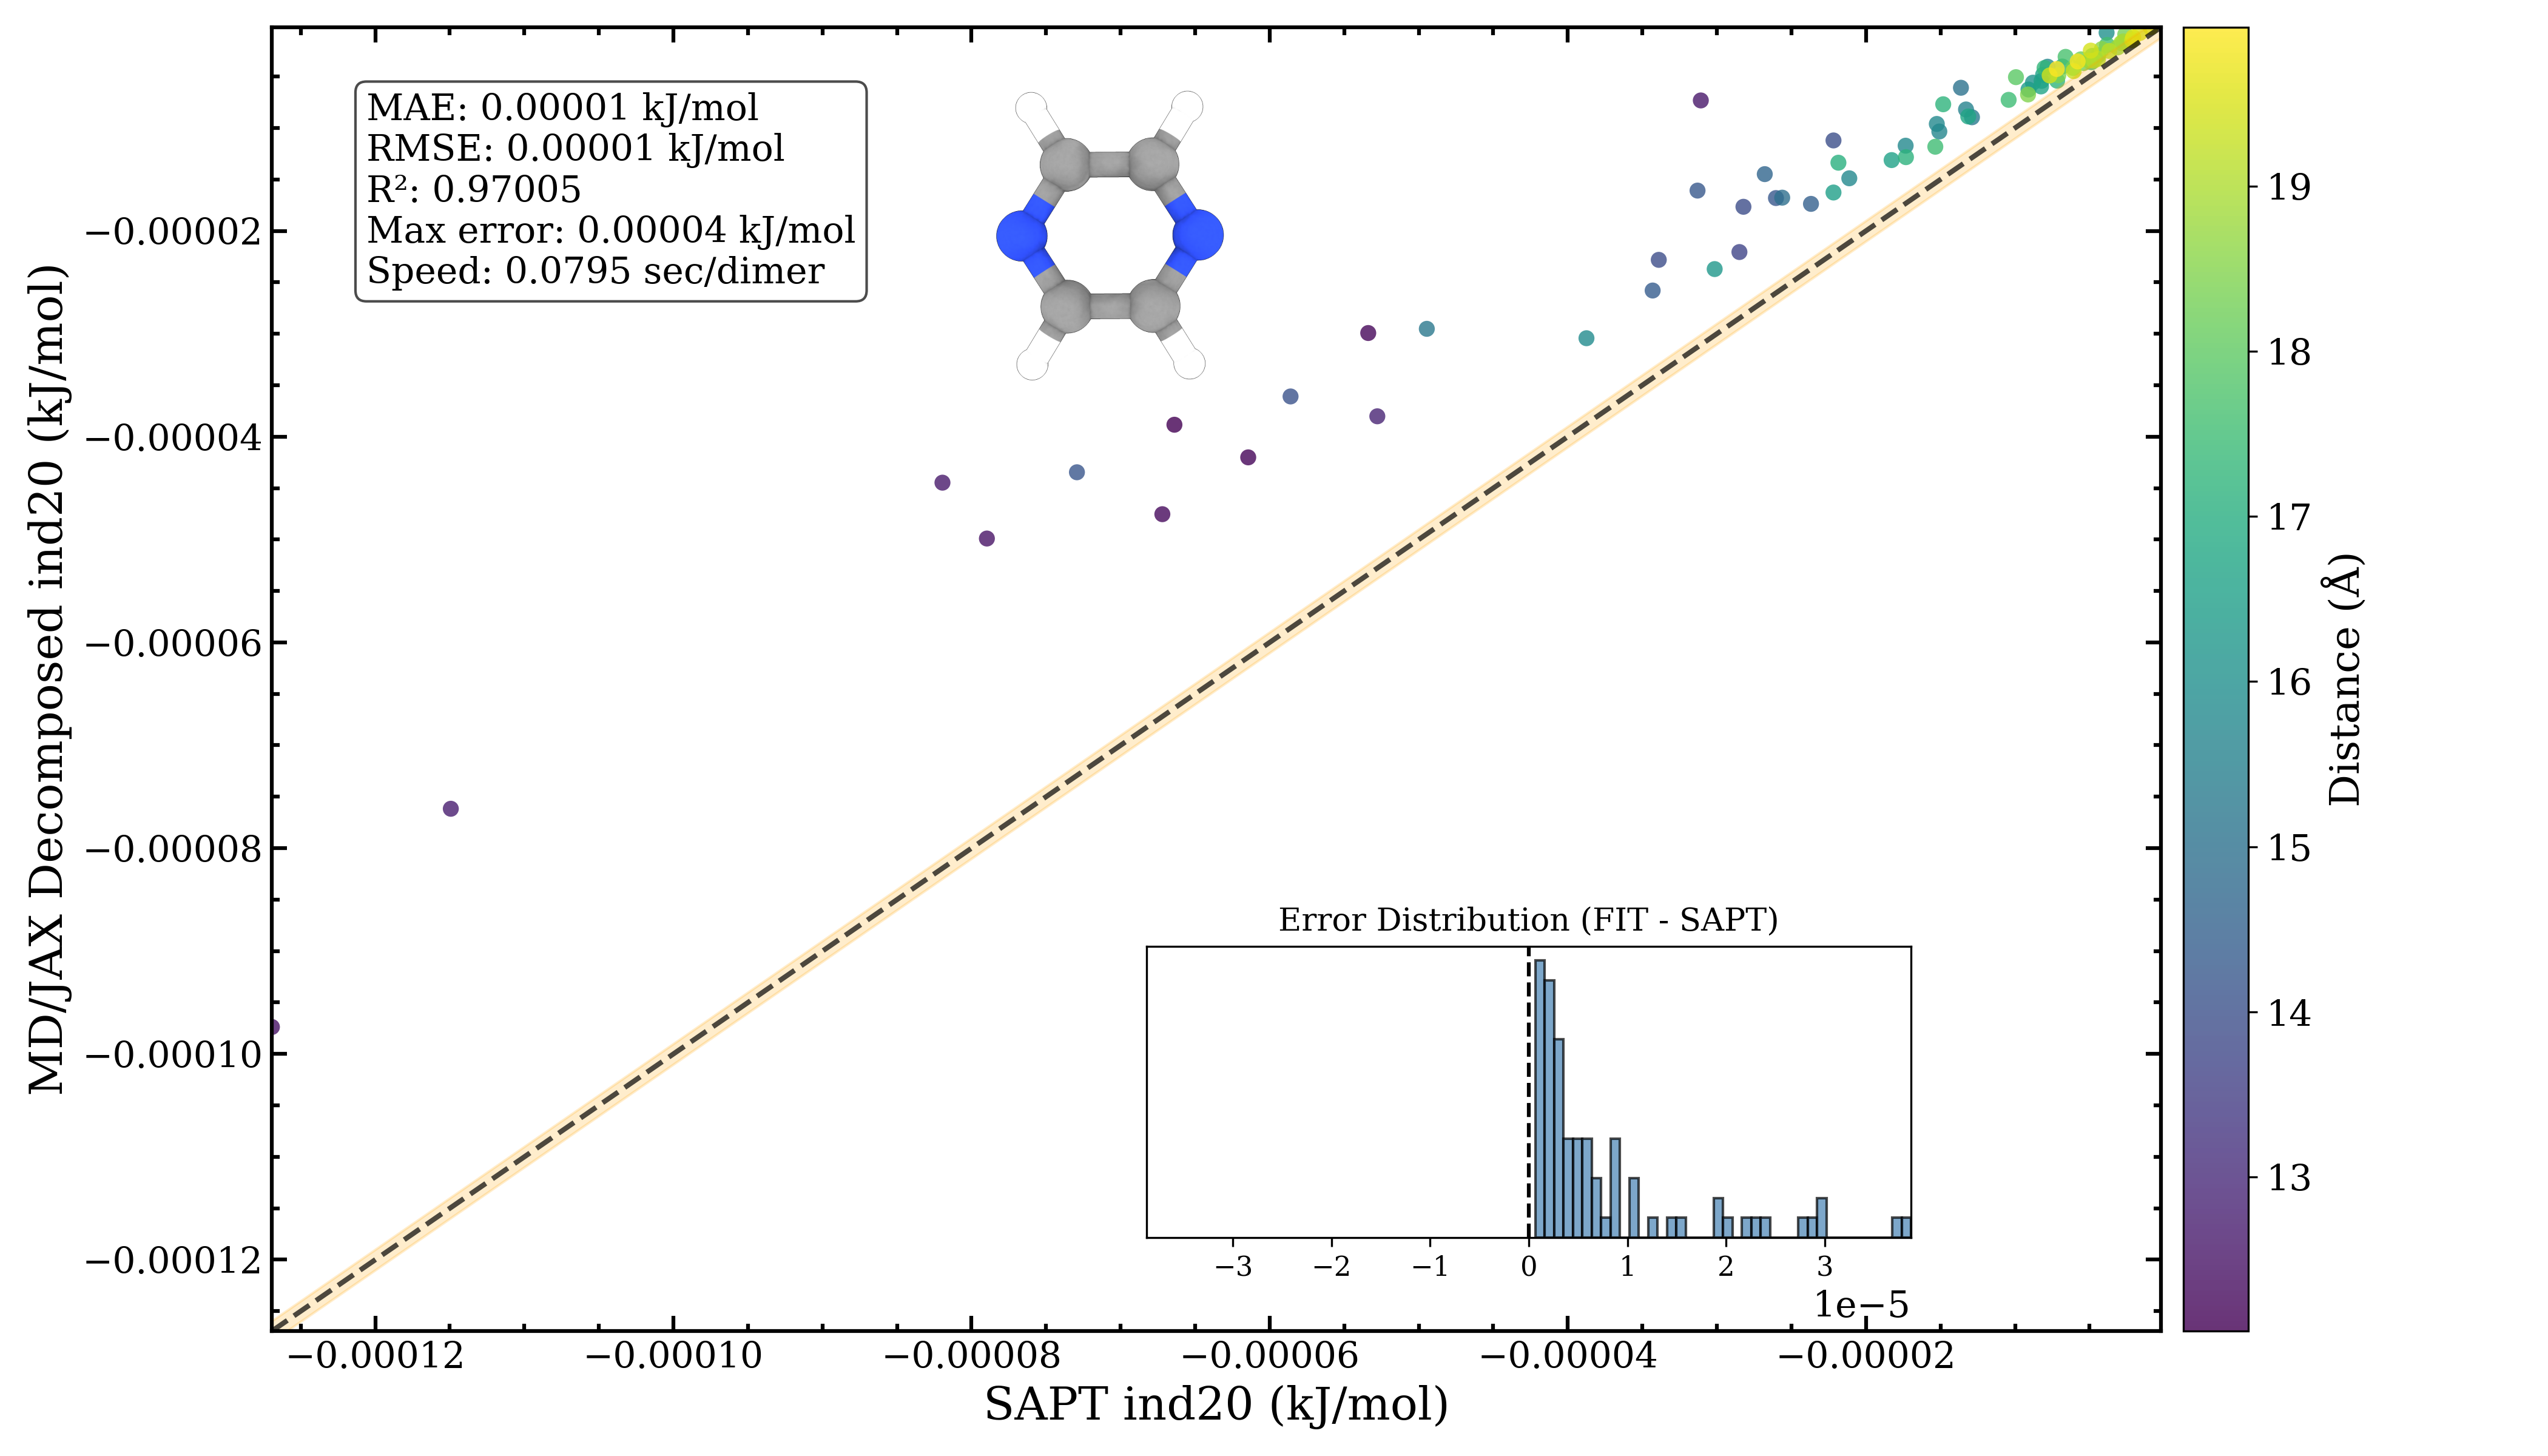 MAE: 0.00001 kJ/mol
RMSE: 0.00001 kJ/mol
R²: 0.97005
Max error: 0.00004 kJ/mol
Speed: 0.0795 sec/dimer
MD/JAX Decomposed ind20 (kJ/mol)
−0.00002
−0.00004
−0.00006
−0.00008
−0.00010
−0.00012
Error Distribution (FIT - SAPT)
−3 −2 −1 0 1 2 3
1e−5
−0.00012 −0.00010 −0.00008 −0.00006 −0.00004 −0.00002
SAPT ind20 (kJ/mol)
19
18
17
16
15
14
13
Distance (Å)